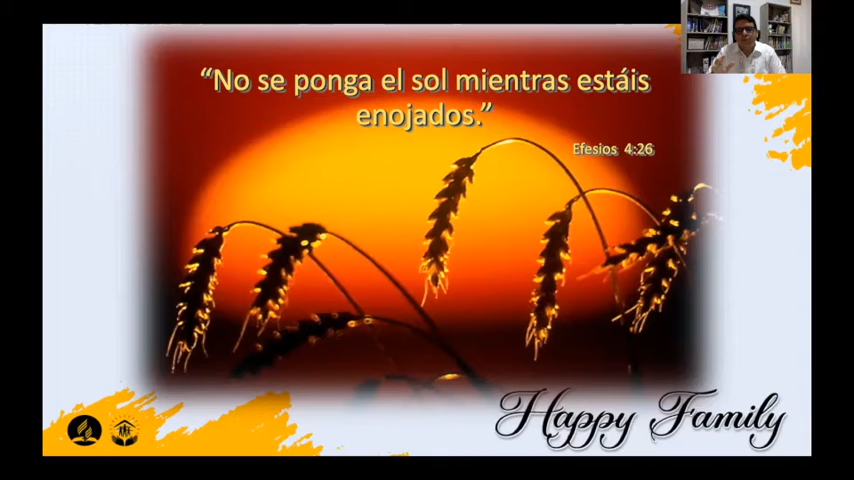 “No se ponga el sol mientras estáis
enojados.”
Efesios 4:26
Happy Family